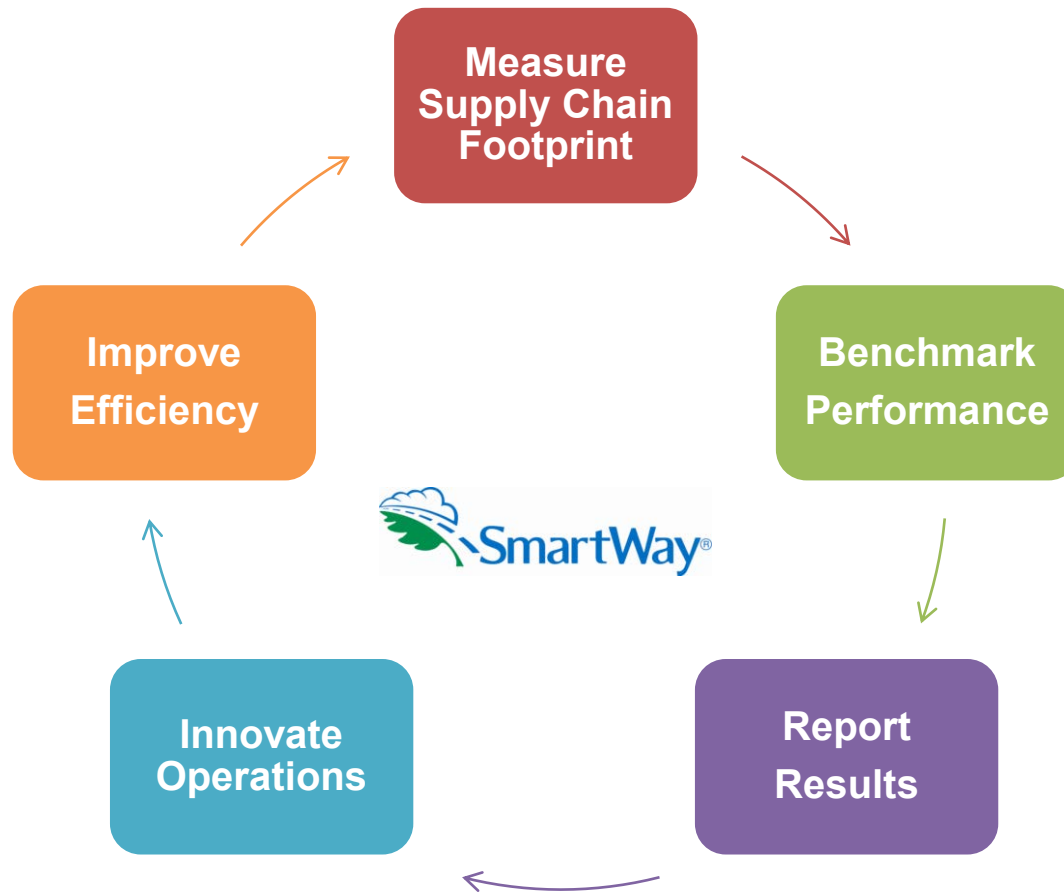 Measure
Supply Chain
Footprint
Improve
Efficiency
Benchmark
Performance
SmartWay®
Innovate
Operations
Report
Results